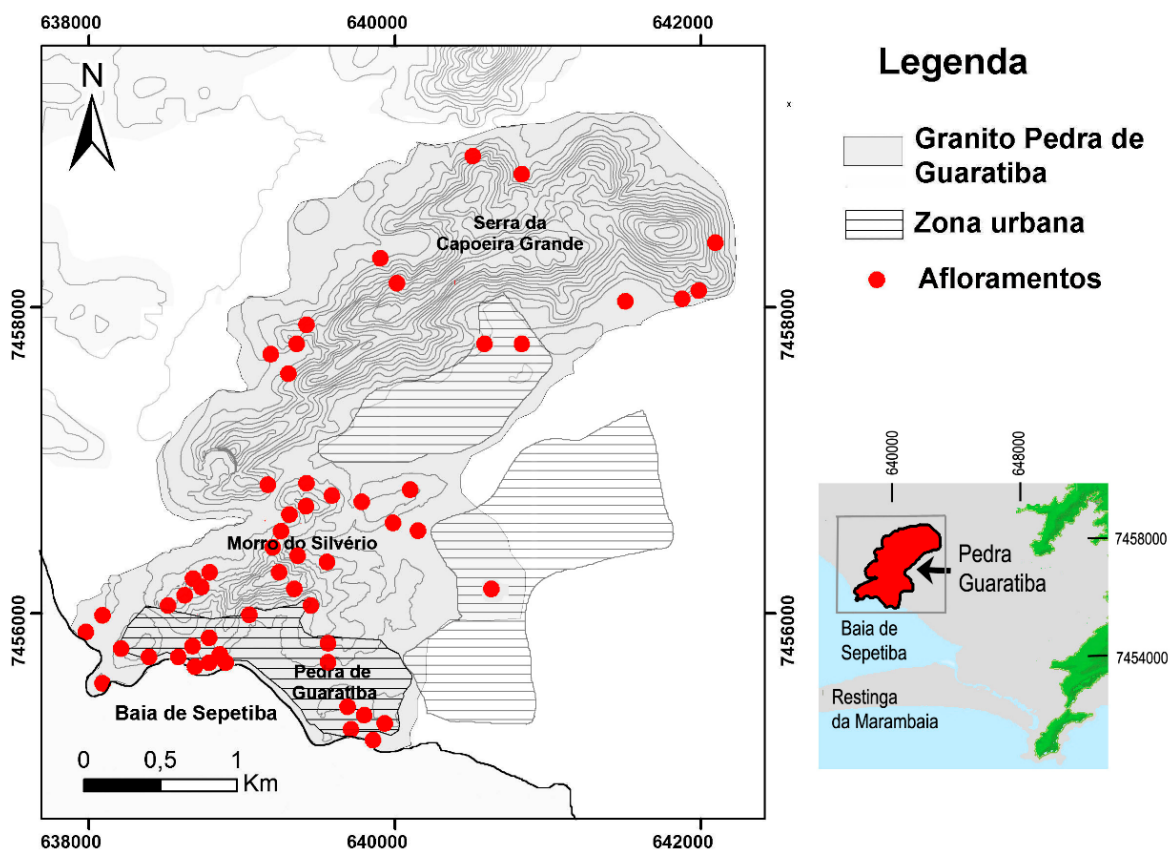 638000
640000
642000
N
Serra da
Capoeira Grande
7458000
7458000
Morro do Silvério
7456000
7456000
Pedra de
Guaratiba
Baia de Sepetiba
0
0,5
1
Km
638000
640000
642000
Legenda
x
Granito Pedra de
Guaratiba
Zona urbana
Afloramentos
640000
648000
7458000
Pedra
Guaratiba
Baia de
Sepetiba
7454000
Restinga
da Marambaia